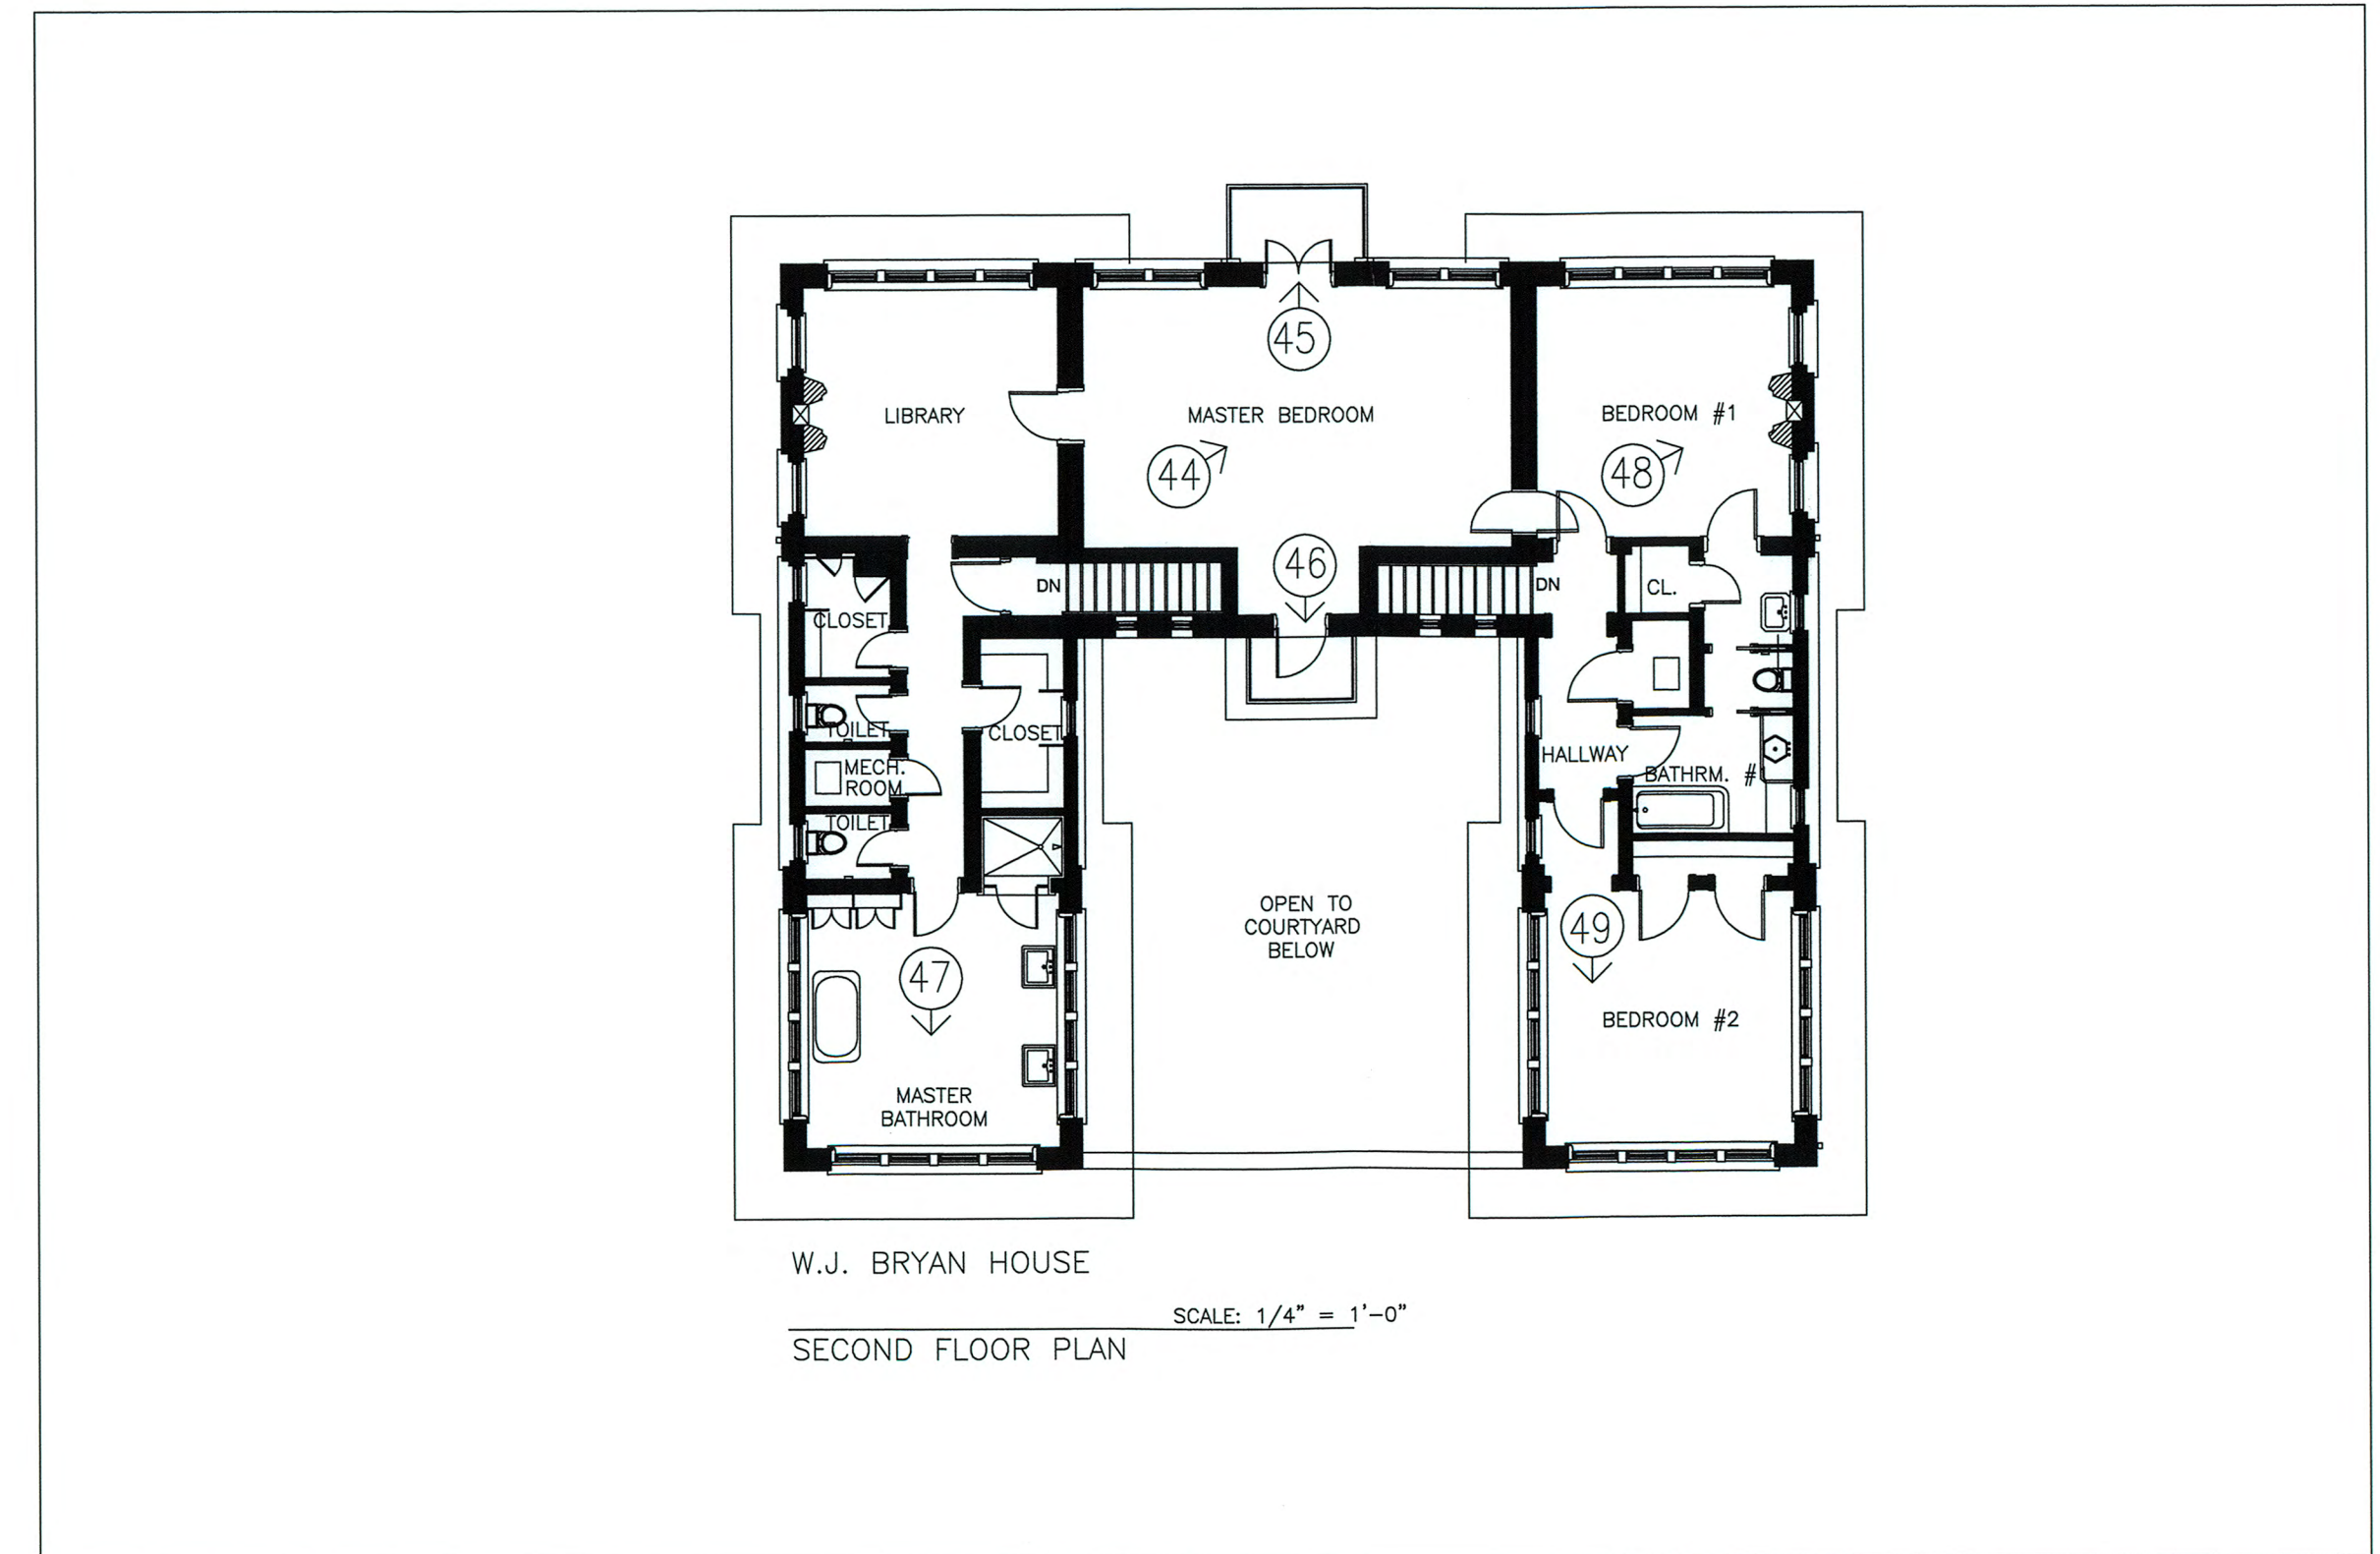 45
LIBRARY
MASTER BEDROOM
BEDROOM #1
44
48
46
DN
DN
CL.
CLOSET
TOILET
CLOSET
HALLWAY
MECH.
ROOM
BATHRM. #
TOILET
OPEN TO
COURTYARD
BELOW
49
47
BEDROOM #2
MASTER
BATHROOM
W.J. BRYAN HOUSE
SCALE: 1/4" = 1'-0"
SECOND FLOOR PLAN